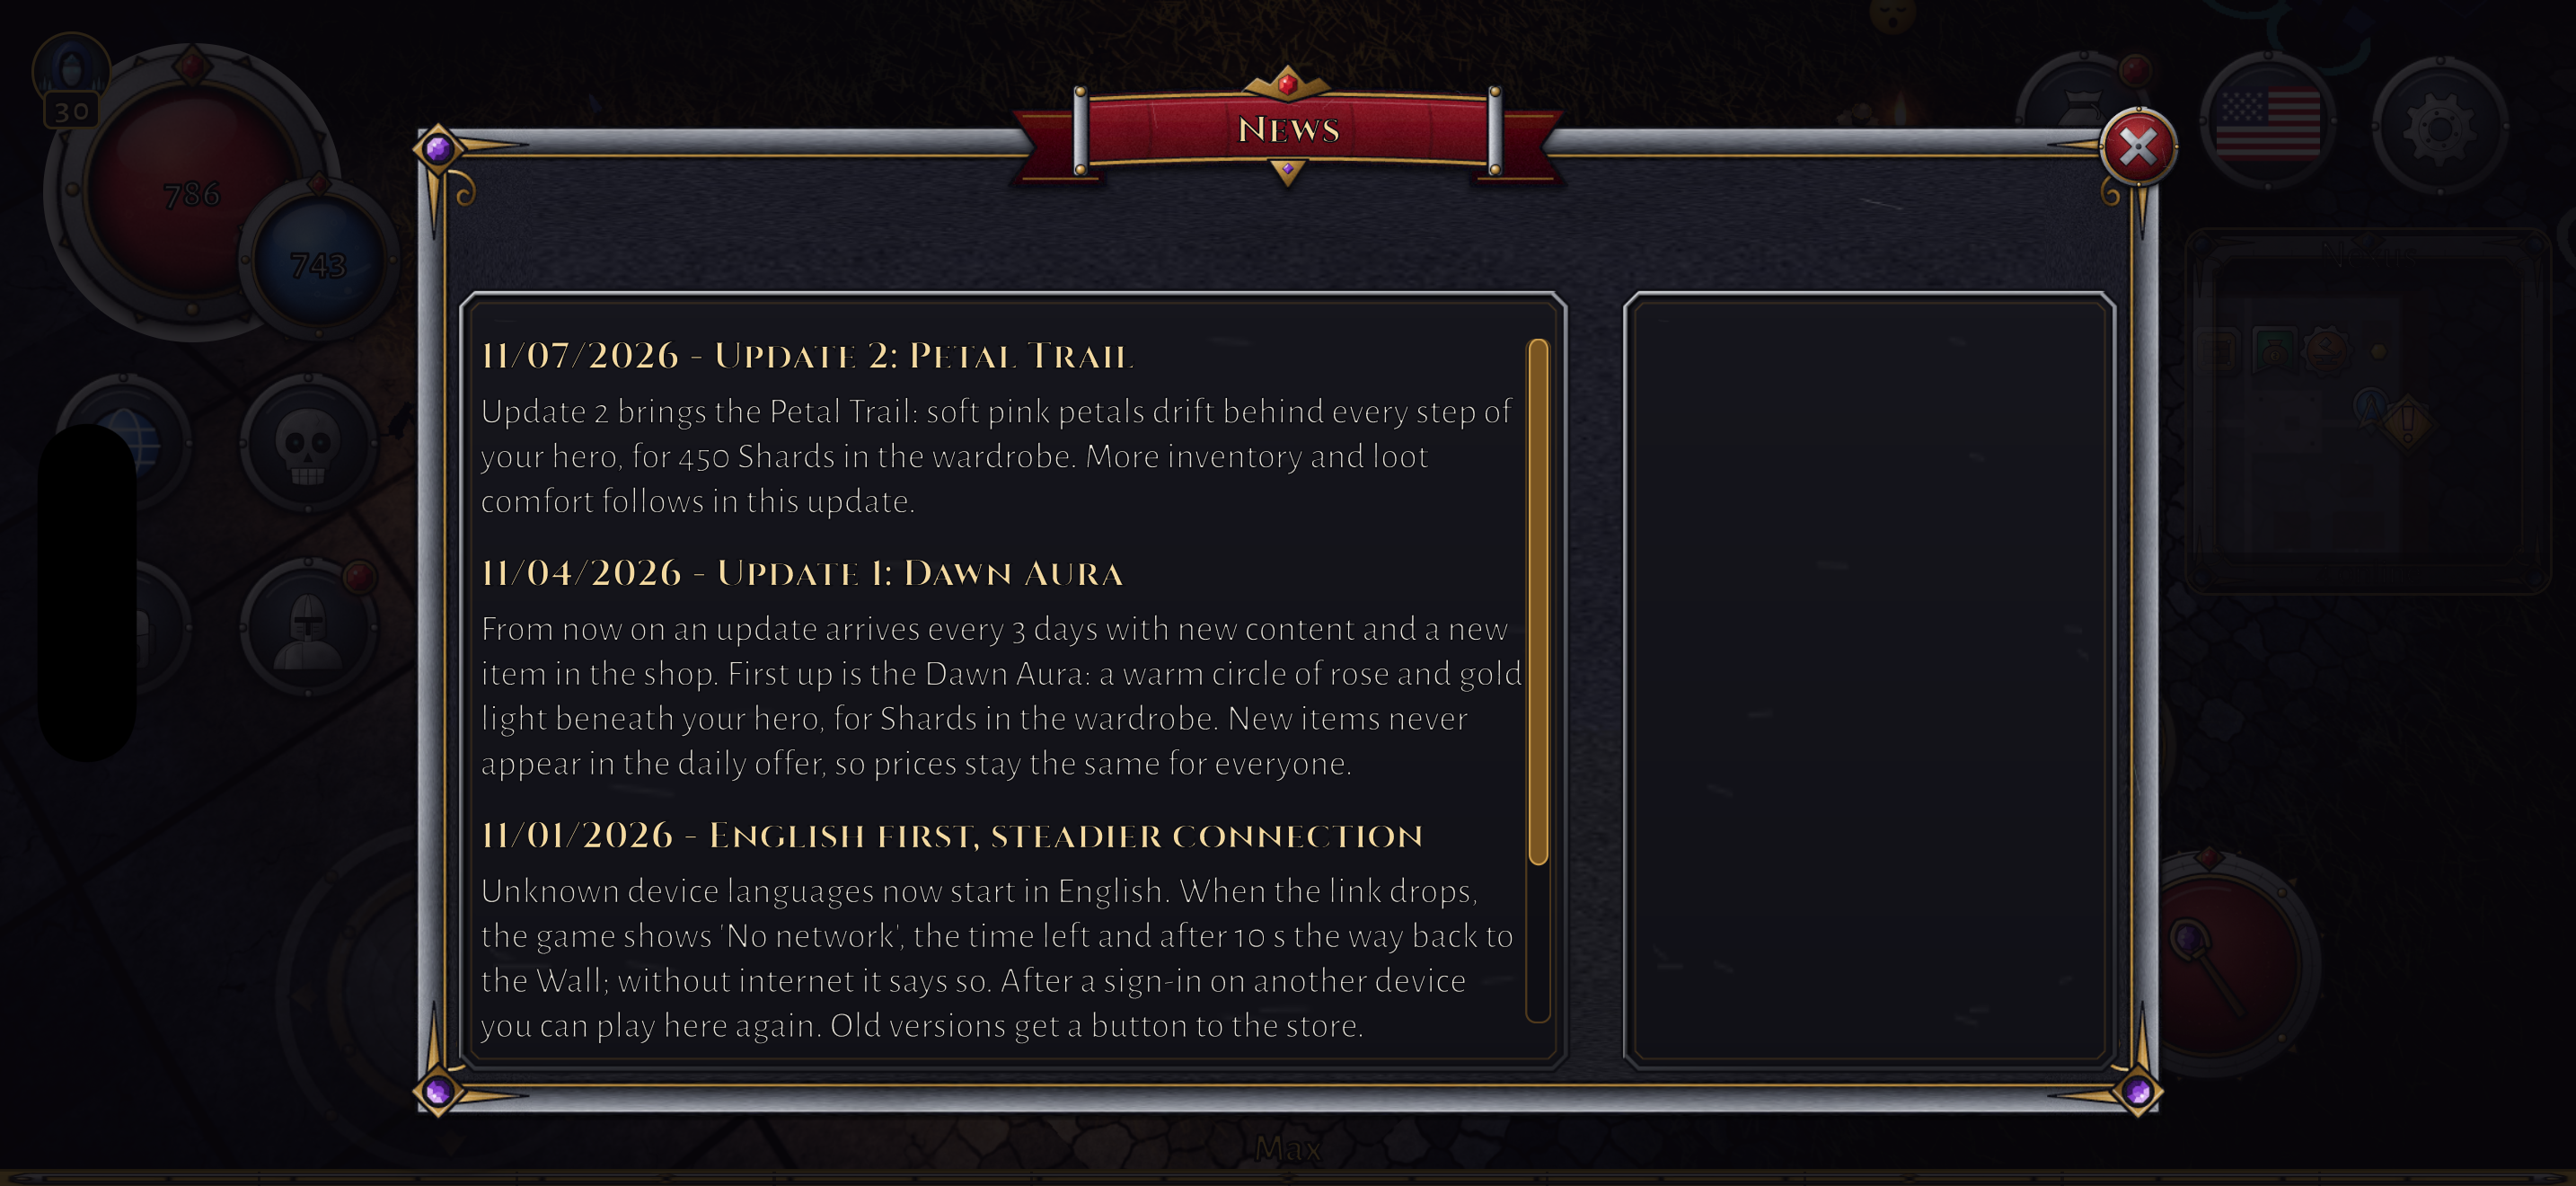 News
30
786
743
11/07/2026 - Update 2: Petal Trail
Update 2 brings the Petal Trail: soft pink petals drift behind every step of
your hero, for 450 Shards in the wardrobe. More inventory and loot
comfort follows in this update.
11/04/2026 - Update 1: Dawn Aura
From now on an update arrives every 3 days with new content and a new
item in the shop. First up is the Dawn Aura: a warm circle of rose and gold
light beneath your hero, for Shards in the wardrobe. New items never
appear in the daily offer, so prices stay the same for everyone.
11/01/2026 - English first, steadier connection
Unknown device languages now start in English. When the link drops,
the game shows 'No network', the time left and after 10 s the way back to
the Wall; without internet it says so. After a sign-in on another device
you can play here again. Old versions get a button to the store.
Max